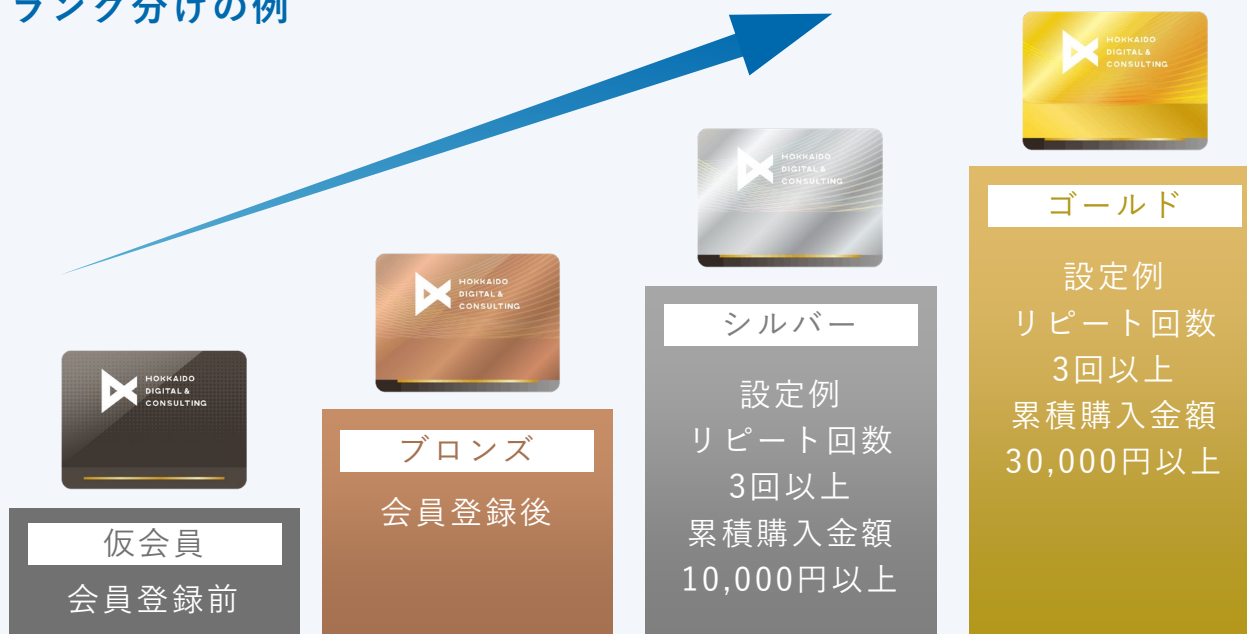 ランク分けの例
HOKKAIDO
DIGITAL &
CONSULTING
仮会員
会員登録前
HOKKAIDO
DIGITAL &
CONSULTING
ブロンズ
会員登録後
HOKKAIDO
DIGITAL &
CONSULTING
シルバー
設定例
リピート回数
3回以上
累積購入金額
10,000円以上
HOKKAIDO
DIGITAL &
CONSULTING
ゴールド
設定例
リピート回数
3回以上
累積購入金額
30,000円以上